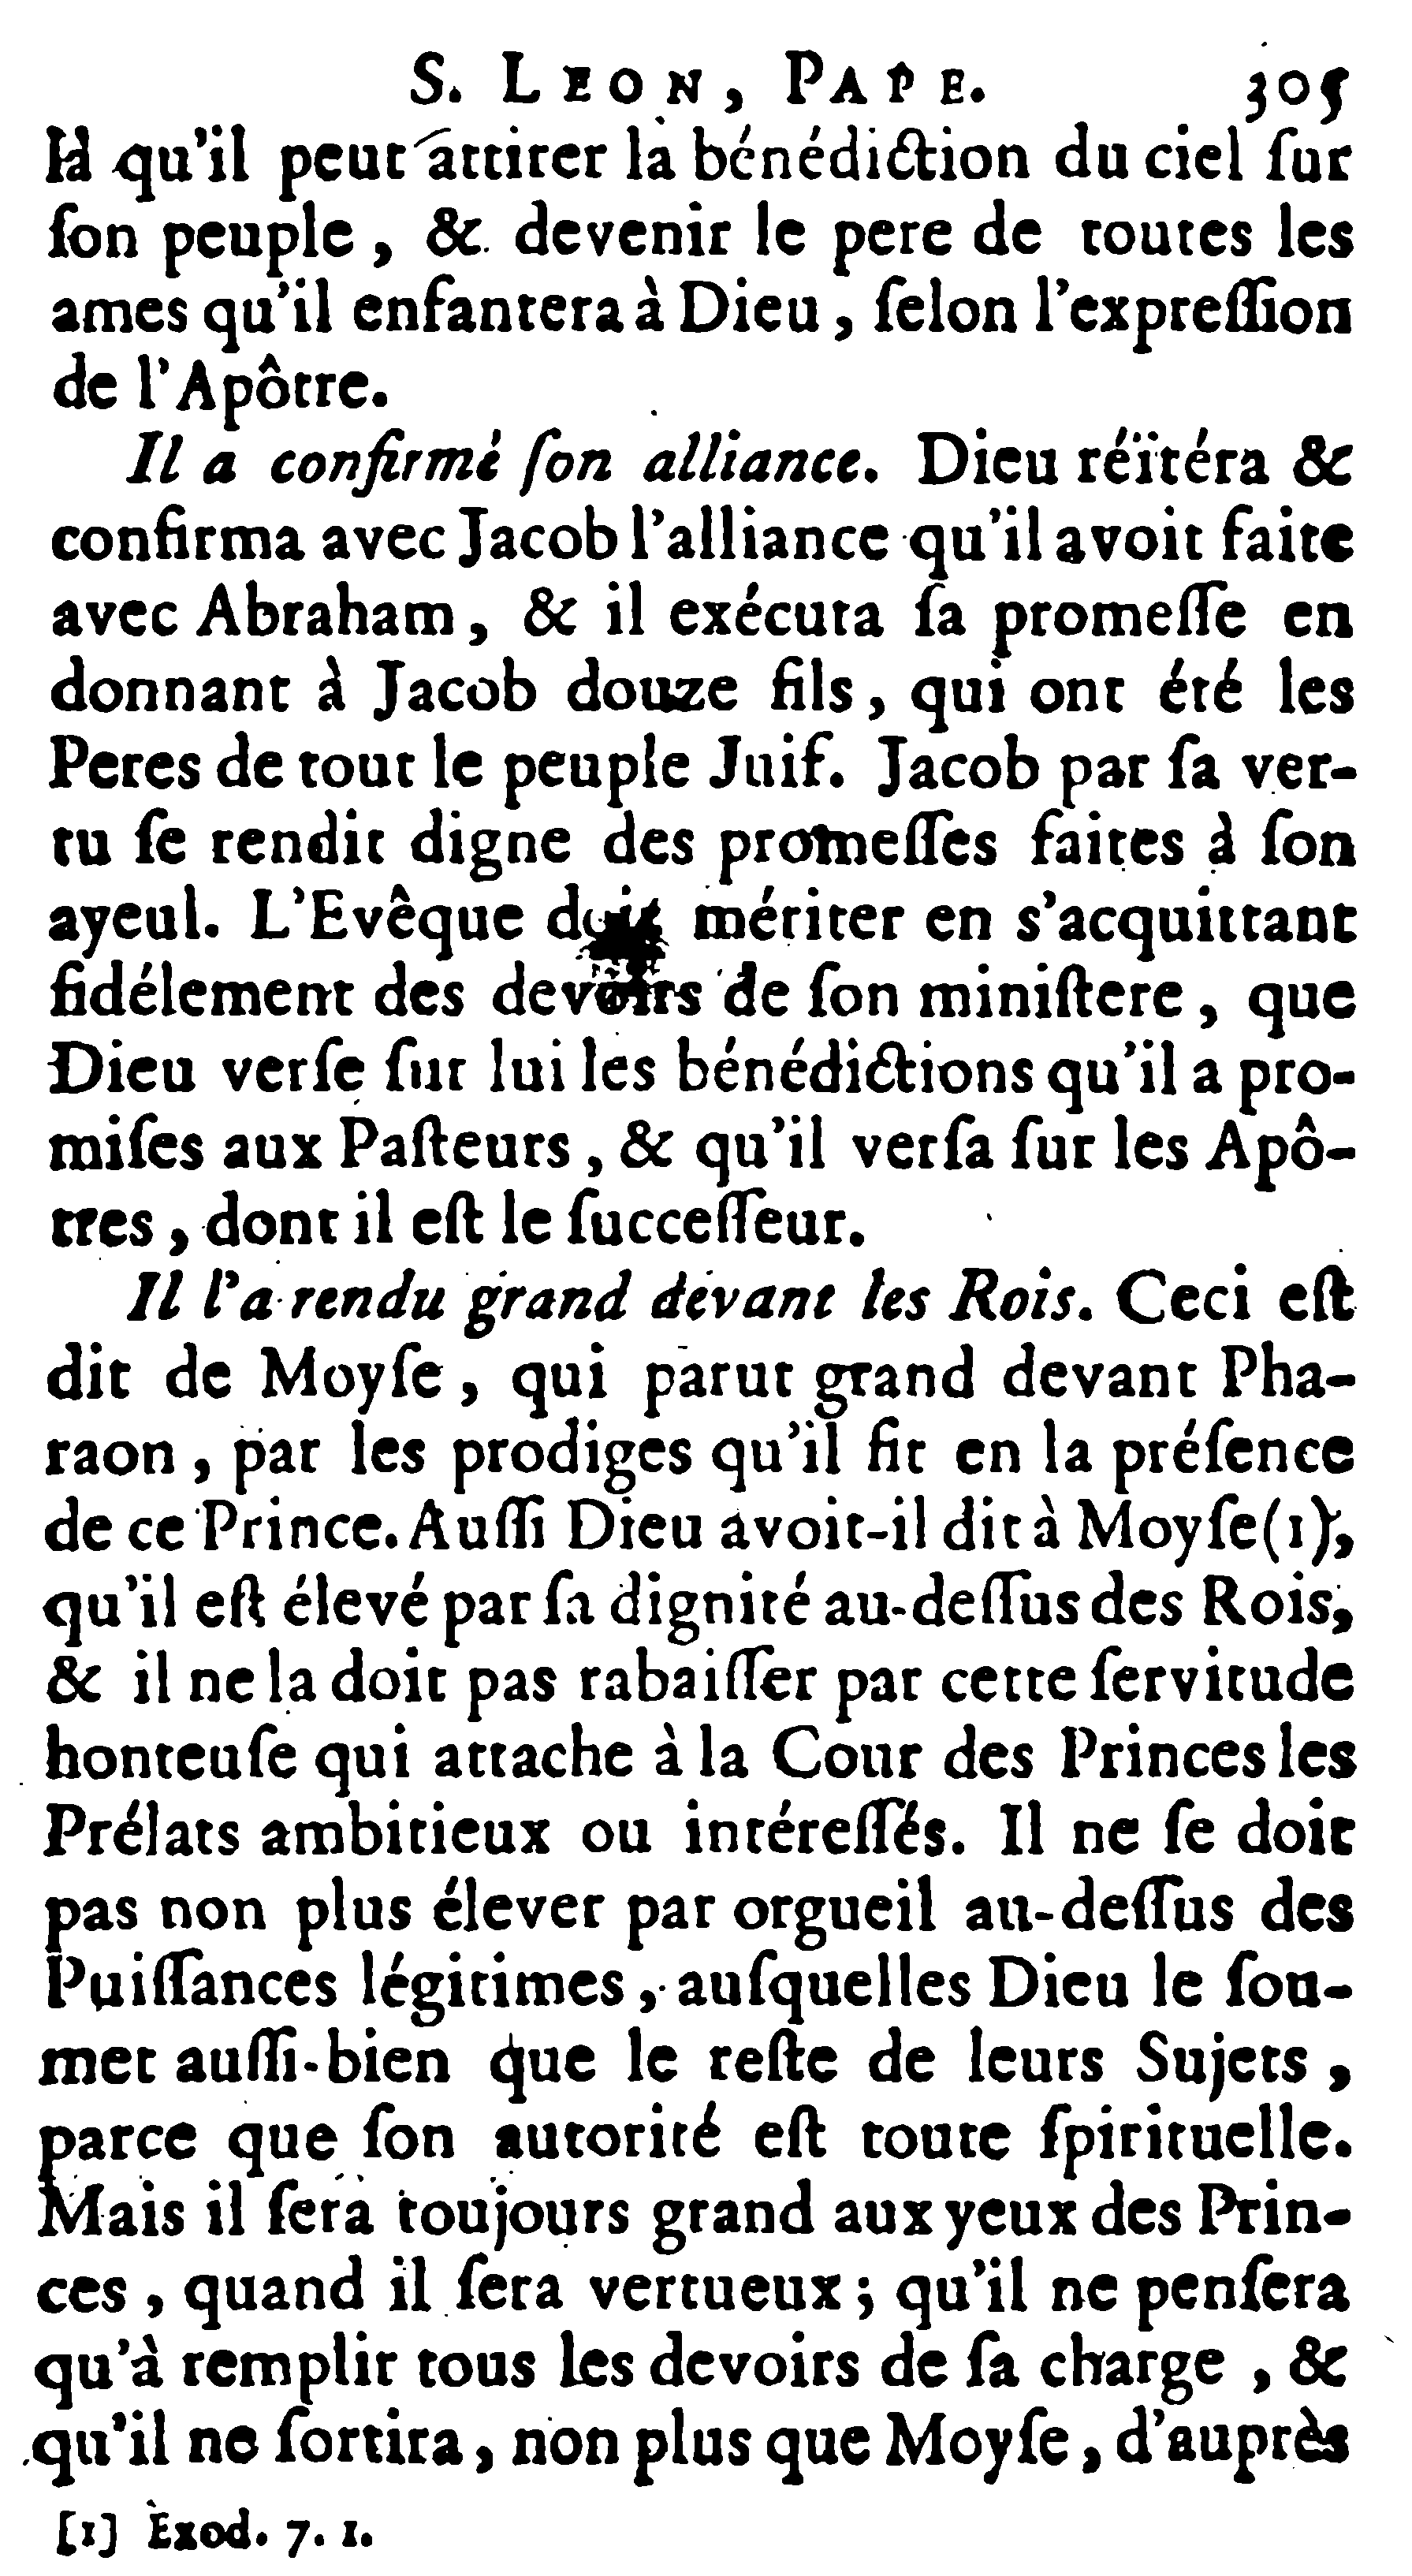 S. LEON, PAPE. 305
là qu'il peut attirer la bénédiction du ciel ſur
ſon peuple, & devenir le pere de toutes les
ames qu'il enfantera à Dieu, ſelon l'expreſſion
de l'Apôtre.
Il a confirmé ſon alliance. Dieu réïtéra &
confirma avec Jacob l'alliance qu'il avoit faite
avec Abraham, & il exécuta ſa promeſſe en
donnant à Jacob douze fils, qui ont été les
Peres de tout le peuple Juif. Jacob par ſa ver-
tu ſe rendit digne des promeſſes faites à ſon
ayeul. L'Evêque doit mériter en s'acquittant
fidélement des devoirs de ſon miniſtere, que
Dieu verſe ſur lui les bénédictions qu'il a pro-
miſes aux Paſteurs, & qu'il verſa ſur les Apô-
tres, dont il eſt le ſucceſſeur.
Il l'a rendu grand devant les Rois. Ceci eſt
dit de Moyſe, qui parut grand devant Pha-
raon, par les prodiges qu'il fit en la préſence
de ce Prince. Auſſi Dieu avoit-il dit à Moyſe(1),
qu'il eſt élevé par ſa dignité au-deſſus des Rois,
& il ne la doit pas rabaiſſer par cette ſervitude
honteuſe qui attache à la Cour des Princes les
Prélats ambitieux ou intéreſſés. Il ne ſe doit
pas non plus élever par orgueil au-deſſus des
Puiſſances légitimes, auſquelles Dieu le ſou-
met auſſi-bien que le reſte de leurs Sujets,
parce que ſon autorité eſt toute ſpirituelle.
Mais il ſera toujours grand aux yeux des Prin-
ces, quand il ſera vertueux; qu'il ne penſera
qu'à remplir tous les devoirs de ſa charge, &
qu'il ne ſortira, non plus que Moyſe, d'auprès
[1] Exod. 7. 1.